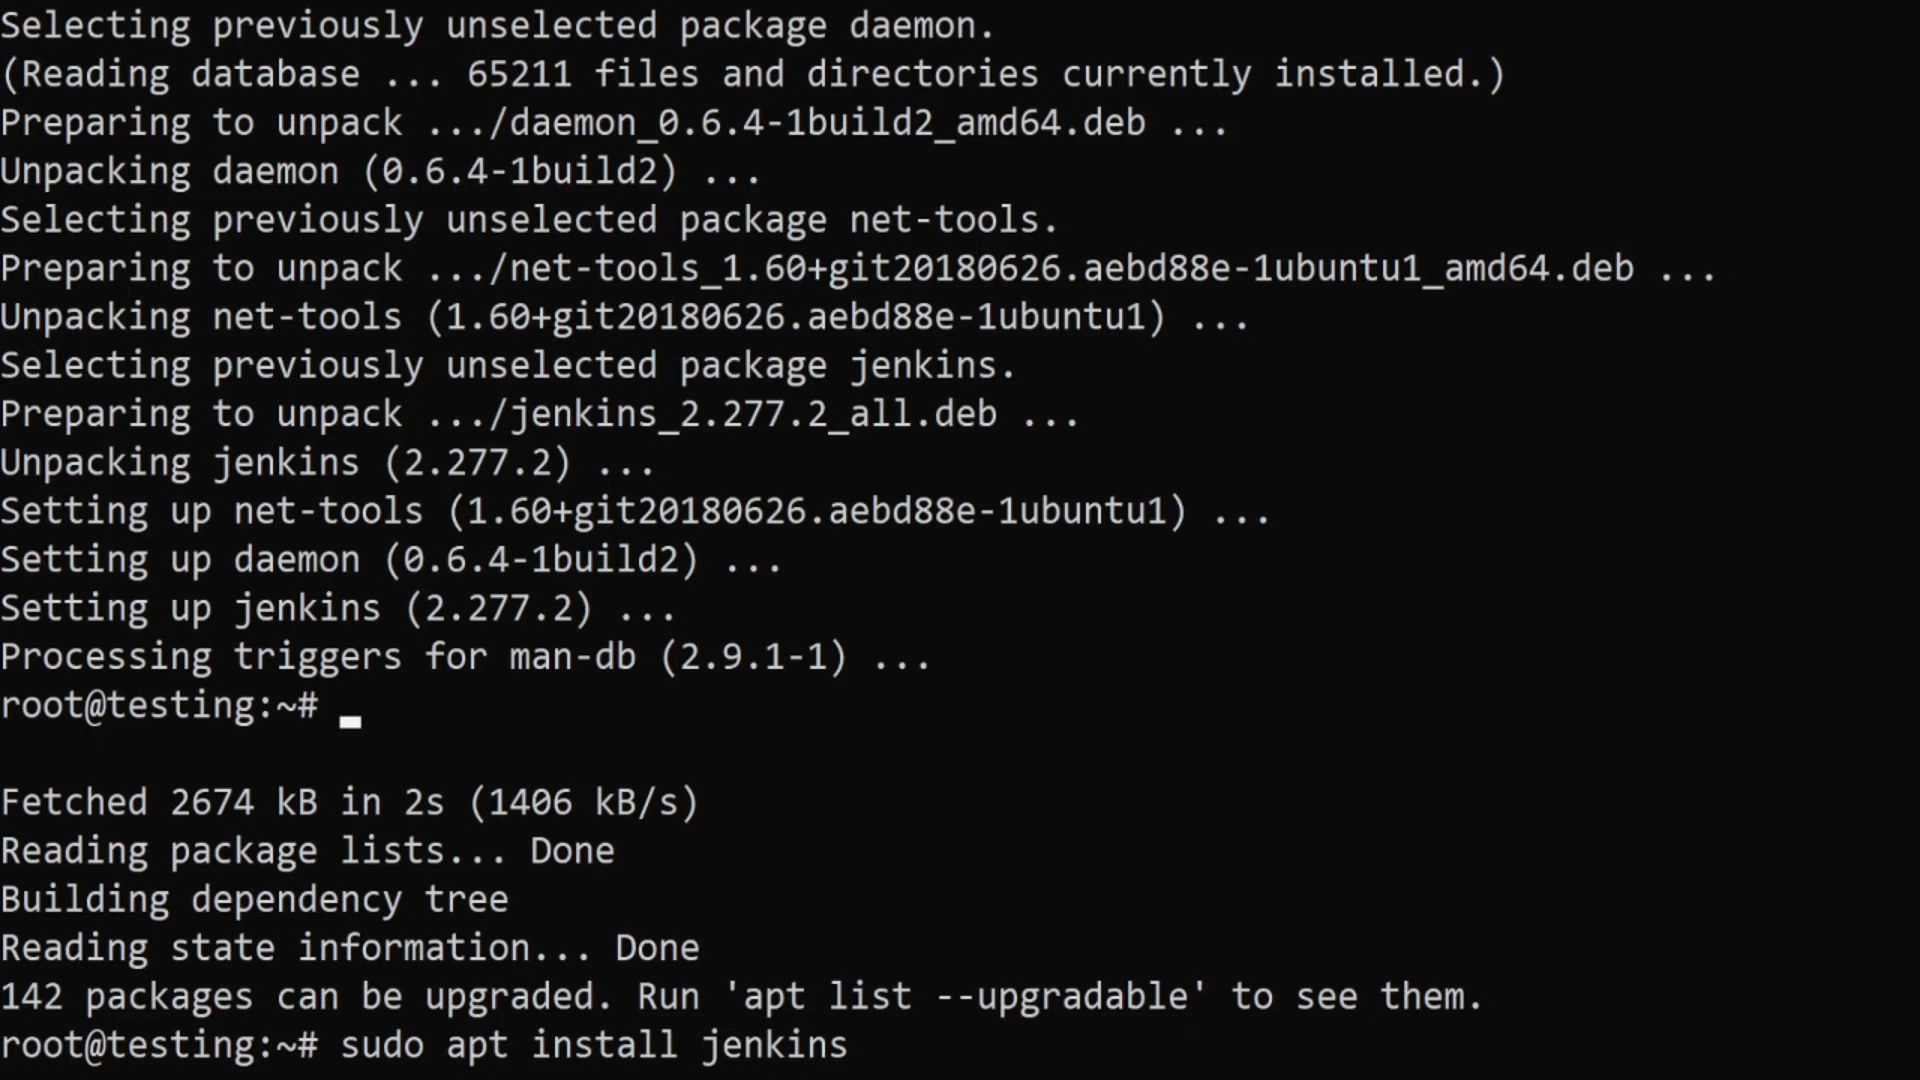 Selecting previously unselected package daemon.
(Reading database ... 65211 files and directories currently installed.)
Preparing to unpack .../daemon_0.6.4-1build2_amd64.deb ...
Unpacking daemon (0.6.4-1build2) ...
Selecting previously unselected package net-tools.
Preparing to unpack .../net-tools_1.60+git20180626.aebd88e-1ubuntu1_amd64.deb ...
Unpacking net-tools (1.60+git20180626.aebd88e-1ubuntu1) ...
Selecting previously unselected package jenkins.
Preparing to unpack .../jenkins_2.277.2_all.deb ...
Unpacking jenkins (2.277.2) ...
Setting up net-tools (1.60+git20180626.aebd88e-1ubuntu1) ...
Setting up daemon (0.6.4-1build2) ...
Setting up jenkins (2.277.2) ...
Processing triggers for man-db (2.9.1-1) ...
root@testing:~#
Fetched 2674 kB in 2s (1406 kB/s)
Reading package lists... Done
Building dependency tree
Reading state information... Done
142 packages can be upgraded. Run 'apt list --upgradable' to see them.
root@testing:~# sudo apt install jenkins